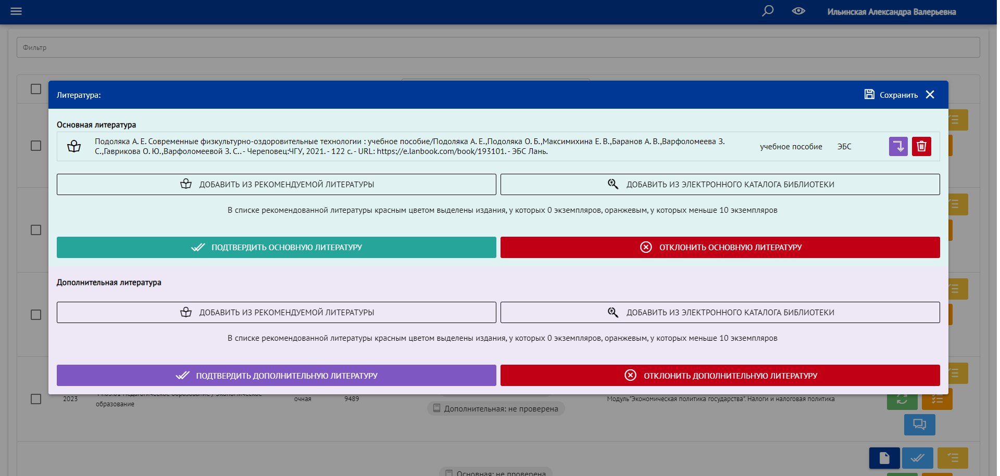 Ильинская Александра Валерьевна
Фильтр
Литература:
Сохранить
Основная литература
Подоляка А. Е. Современные физкультурно-оздоровительные технологии : учебное пособие/Подоляка А. Е.,Подоляка О. Б.,Максимихина Е. В.,Баранов А. В.,Варфоломеева З.
С.,Гаврикова О. Ю.,Варфоломеевой З. С.. - Череповец:ЧГУ, 2021. - 122 с. - URL: https://e.lanbook.com/book/193101. - ЭБС Лань.
учебное пособие
ЭБС
ДОБАВИТЬ ИЗ РЕКОМЕНДУЕМОЙ ЛИТЕРАТУРЫ
ДОБАВИТЬ ИЗ ЭЛЕКТРОННОГО КАТАЛОГА БИБЛИОТЕКИ
В списке рекомендованной литературы красным цветом выделены издания, у которых 0 экземпляров, оранжевым, у которых меньше 10 экземпляров
ПОДТВЕРДИТЬ ОСНОВНУЮ ЛИТЕРАТУРУ
ОТКЛОНИТЬ ОСНОВНУЮ ЛИТЕРАТУРУ
Дополнительная литература
ДОБАВИТЬ ИЗ РЕКОМЕНДУЕМОЙ ЛИТЕРАТУРЫ
ДОБАВИТЬ ИЗ ЭЛЕКТРОННОГО КАТАЛОГА БИБЛИОТЕКИ
В списке рекомендованной литературы красным цветом выделены издания, у которых 0 экземпляров, оранжевым, у которых меньше 10 экземпляров
ПОДТВЕРДИТЬ ДОПОЛНИТЕЛЬНУЮ ЛИТЕРАТУРУ
ОТКЛОНИТЬ ДОПОЛНИТЕЛЬНУЮ ЛИТЕРАТУРУ
2023
Педагогическое образование / Экономическое
образование
очная
9489
Модуль"Экономическая политика государства". Налоги и налоговая политика
Дополнительная: не проверена
Основная: не проверена